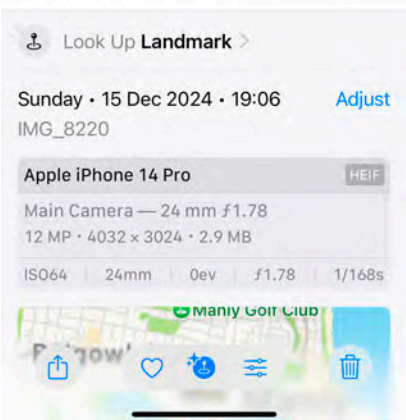 Look Up Landmark >
Sunday • 15 Dec 2024 • 19:06 Adjust
IMG_8220
Apple iPhone 14 Pro HEIF
Main Camera — 24 mm ƒ1.78
12 MP • 4032 × 3024 • 2.9 MB
ISO64 24mm 0ev ƒ1.78 1/168s
Manly Golf Club